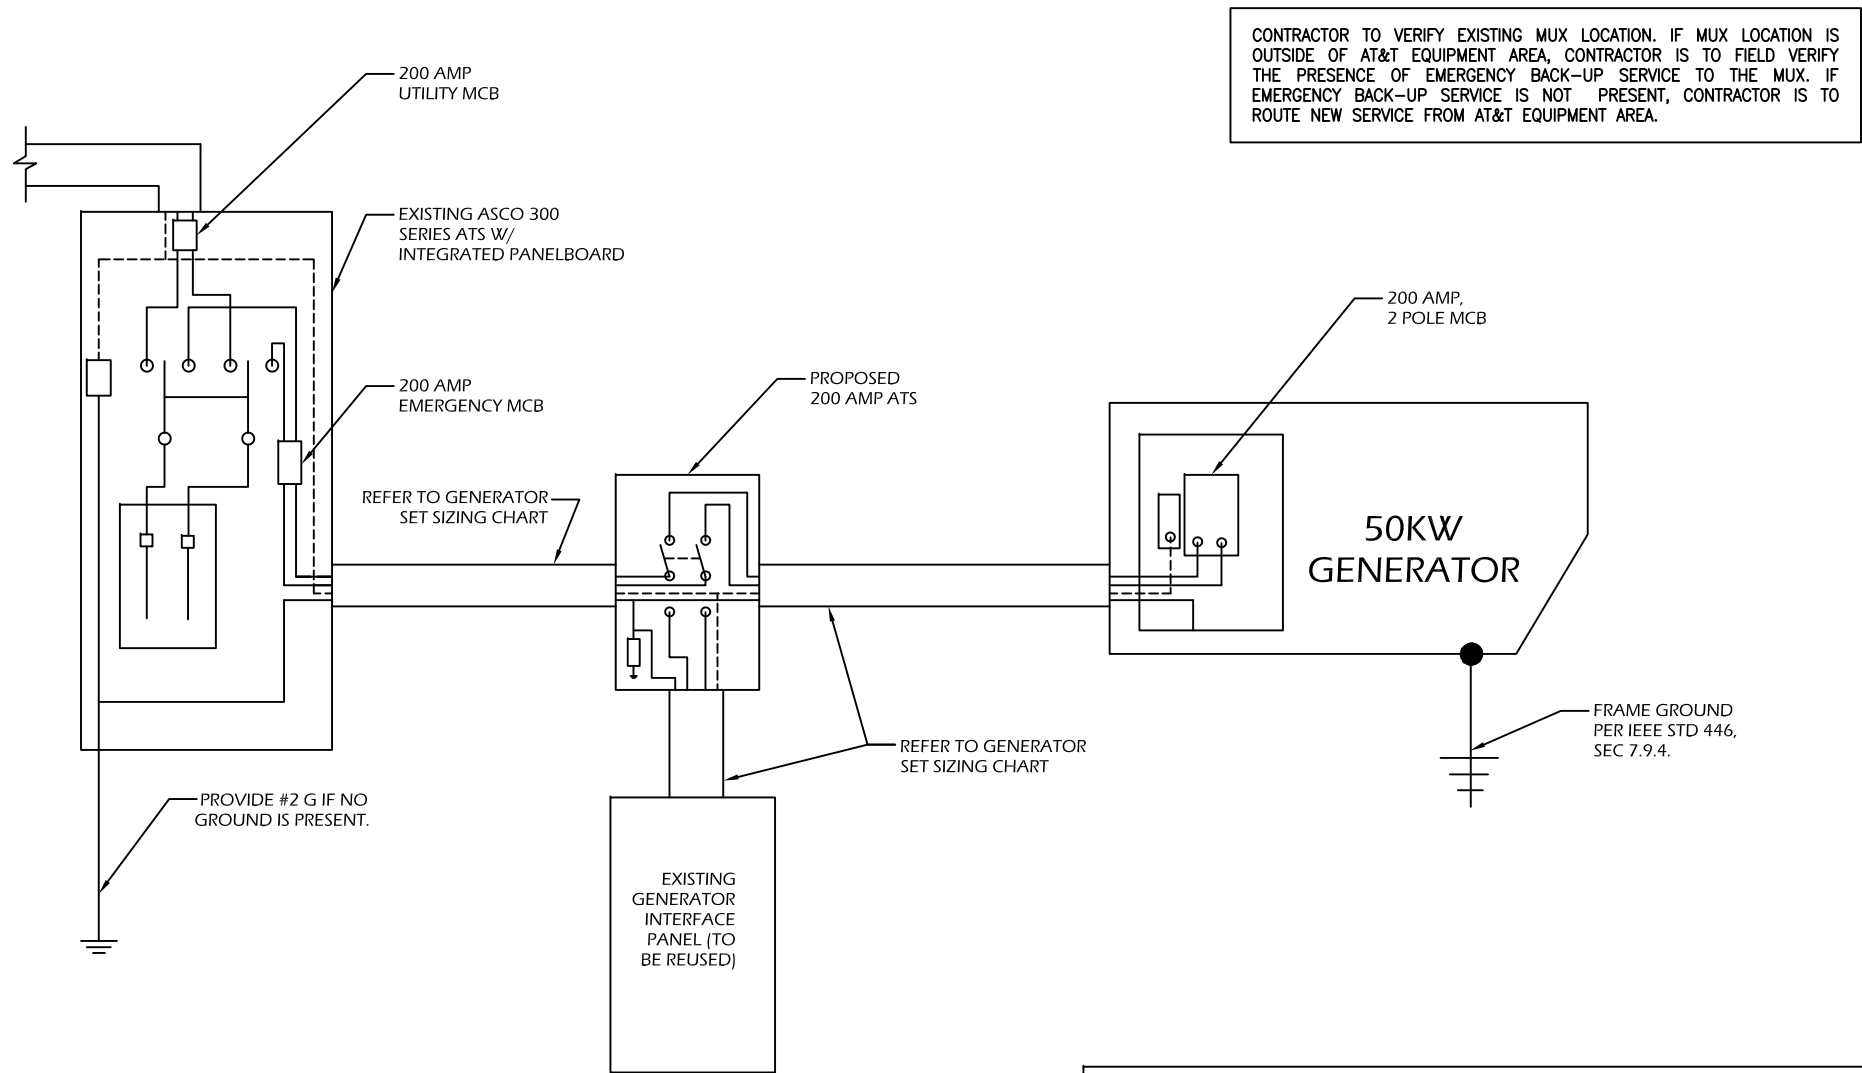 CONTRACTOR TO VERIFY EXISTING MUX LOCATION. IF MUX LOCATION IS
OUTSIDE OF AT&T EQUIPMENT AREA, CONTRACTOR IS TO FIELD VERIFY
THE PRESENCE OF EMERGENCY BACK-UP SERVICE TO THE MUX. IF
EMERGENCY BACK-UP SERVICE IS NOT PRESENT, CONTRACTOR IS TO
ROUTE NEW SERVICE FROM AT&T EQUIPMENT AREA.
200 AMP
UTILITY MCB
EXISTING ASCO 300
SERIES ATS W/
INTEGRATED PANELBOARD
200 AMP,
2 POLE MCB
200 AMP
EMERGENCY MCB
PROPOSED
200 AMP ATS
REFER TO GENERATOR
SET SIZING CHART
50KW
GENERATOR
FRAME GROUND
PER IEEE STD 446,
SEC 7.9.4.
REFER TO GENERATOR
SET SIZING CHART
PROVIDE #2 G IF NO
GROUND IS PRESENT.
EXISTING
GENERATOR
INTERFACE
PANEL (TO
BE REUSED)